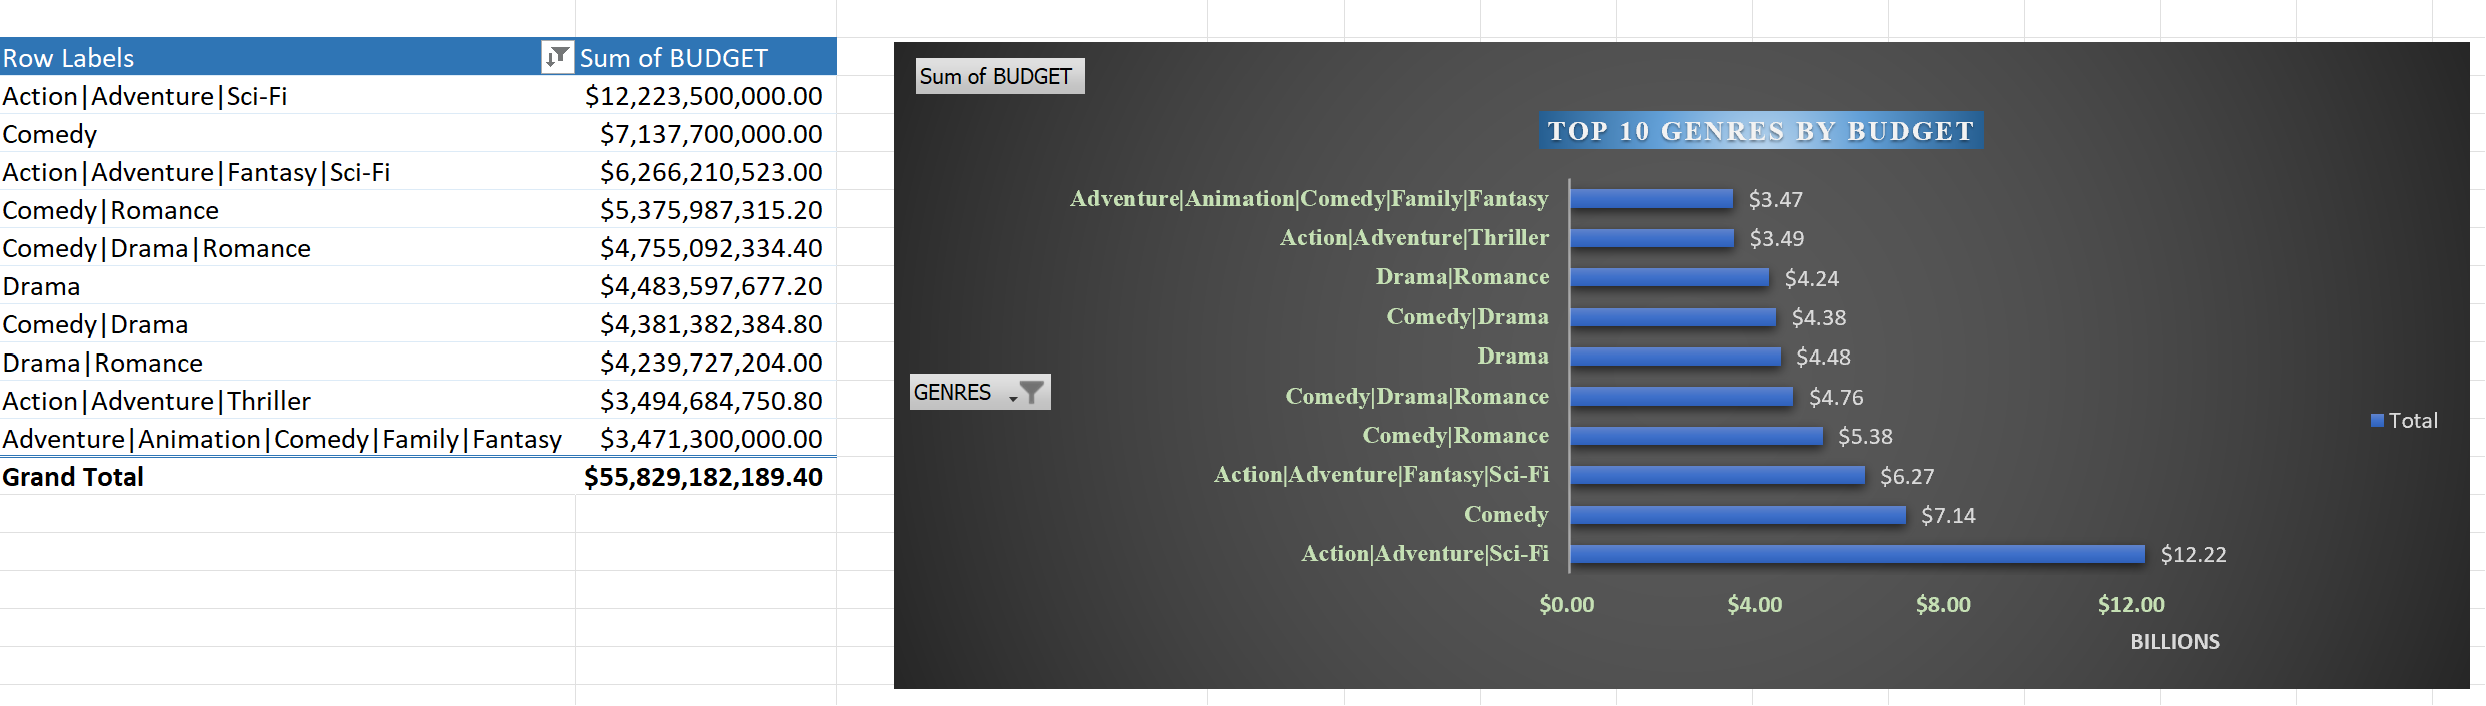 Row Labels Sum of BUDGET
Action|Adventure|Sci-Fi $12,223,500,000.00
Comedy $7,137,700,000.00
Action|Adventure|Fantasy|Sci-Fi $6,266,210,523.00
Comedy|Romance $5,375,987,315.20
Comedy|Drama|Romance $4,755,092,334.40
Drama $4,483,597,677.20
Comedy|Drama $4,381,382,384.80
Drama|Romance $4,239,727,204.00
Action|Adventure|Thriller $3,494,684,750.80
Adventure|Animation|Comedy|Family|Fantasy $3,471,300,000.00
Grand Total $55,829,182,189.40
Sum of BUDGET
TOP 10 GENRES BY BUDGET
Adventure|Animation|Comedy|Family|Fantasy $3.47
Action|Adventure|Thriller $3.49
Drama|Romance $4.24
Comedy|Drama $4.38
Drama $4.48
GENRES
Comedy|Drama|Romance $4.76
Total
Comedy|Romance $5.38
Action|Adventure|Fantasy|Sci-Fi $6.27
Comedy $7.14
Action|Adventure|Sci-Fi $12.22
$0.00 $4.00 $8.00 $12.00
BILLIONS